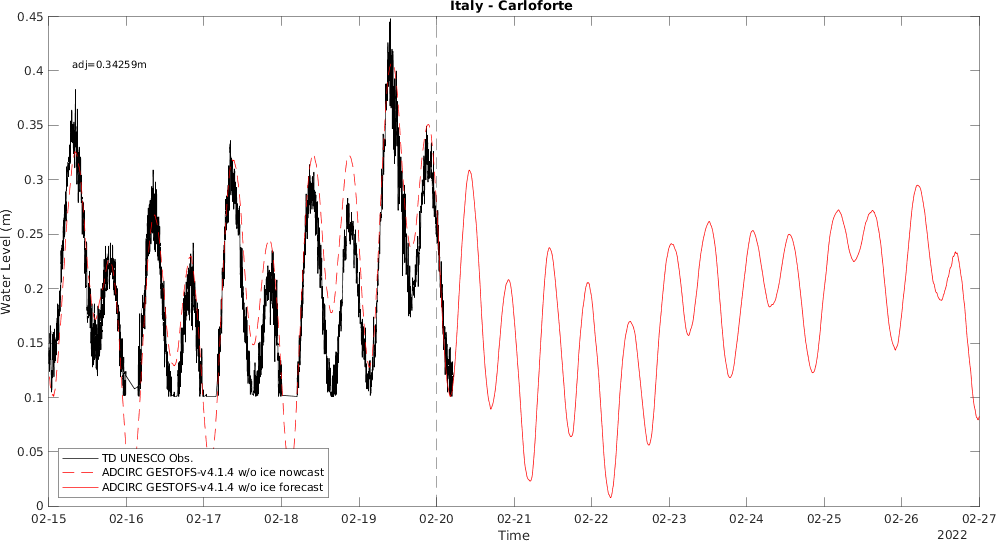 Italy - Carloforte
0.45
0.4
0.35
0.3
0.25
0.2
0.15
0.1
0.05
0
Water Level (m)
adj=0.34259m
TD UNESCO Obs.
ADCIRC GESTOFS-v4.1.4 w/o ice nowcast
ADCIRC GESTOFS-v4.1.4 w/o ice forecast
02-15 02-16 02-17 02-18 02-19 02-20 02-21 02-22 02-23 02-24 02-25 02-26 02-27
Time
2022